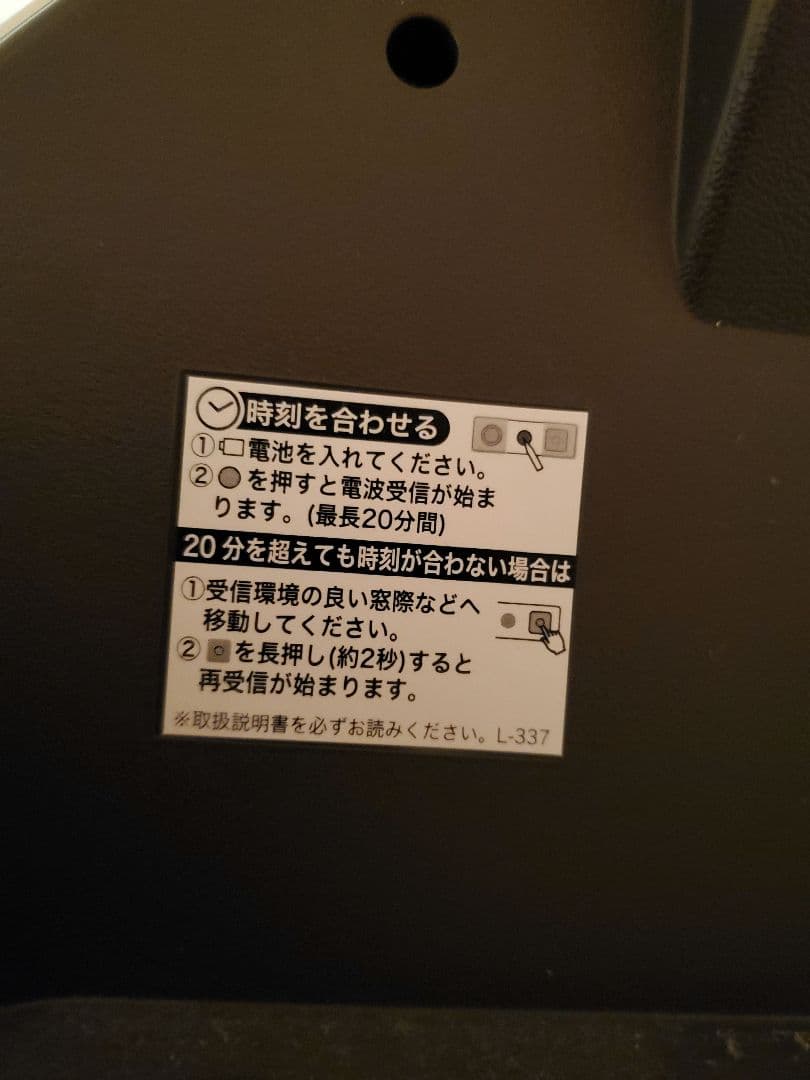 時刻を合わせる
①電池を入れてください。
②●を押すと電波受信が始ま
ります。(最長20分間)
20分を超えても時刻が合わない場合は
①受信環境の良い窓際などへ
移動してください。
②を長押し(約2秒)すると
再受信が始まります。
※取扱説明書を必ずお読みください。L-337